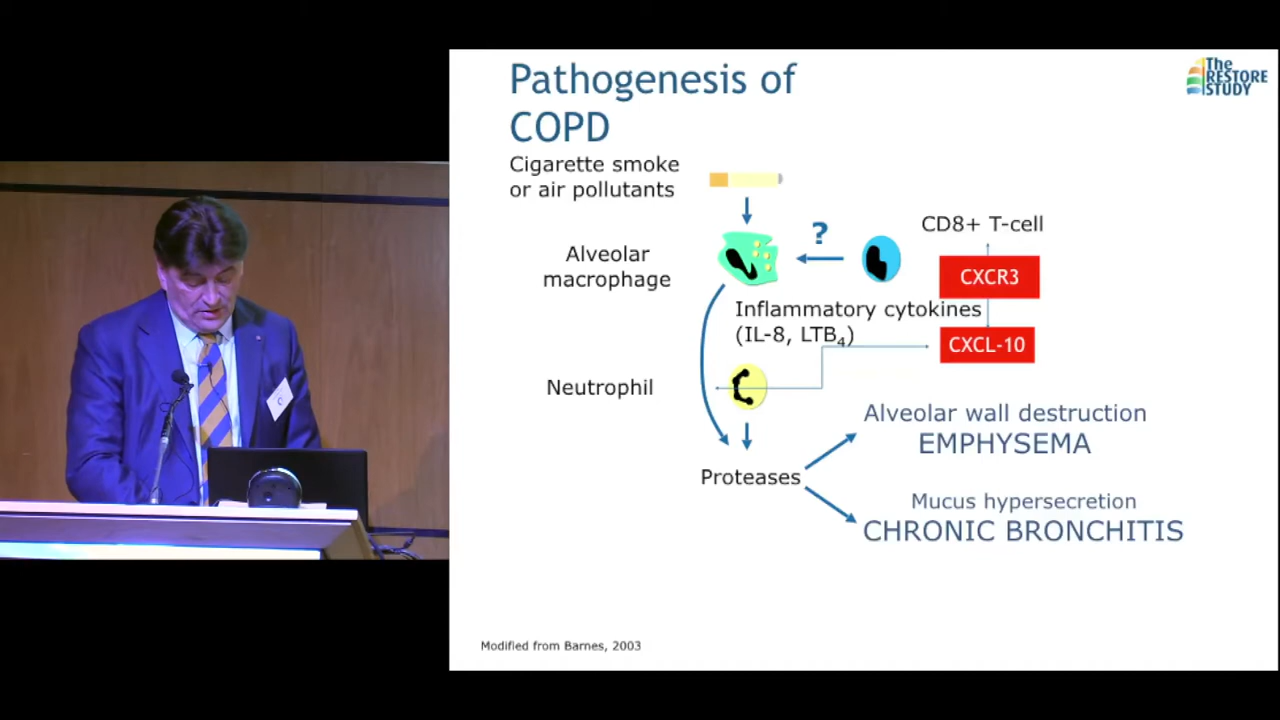 Pathogenesis of
COPD
The
RESTORE
STUDY
Cigarette smoke
or air pollutants
?
CD8+ T-cell
Alveolar
macrophage
CXCR3
Inflammatory cytokines
(IL-8, LTB4)
CXCL-10
Neutrophil
Alveolar wall destruction
EMPHYSEMA
Proteases
Mucus hypersecretion
CHRONIC BRONCHITIS
Modified from Barnes, 2003